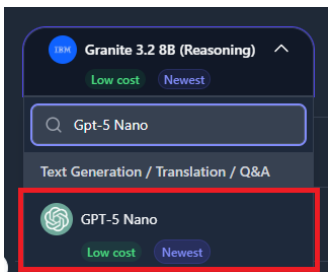 IBM Granite 3.2 8B (Reasoning)
Low cost Newest
Gpt-5 Nano
Text Generation / Translation / Q&A
GPT-5 Nano
Low cost Newest